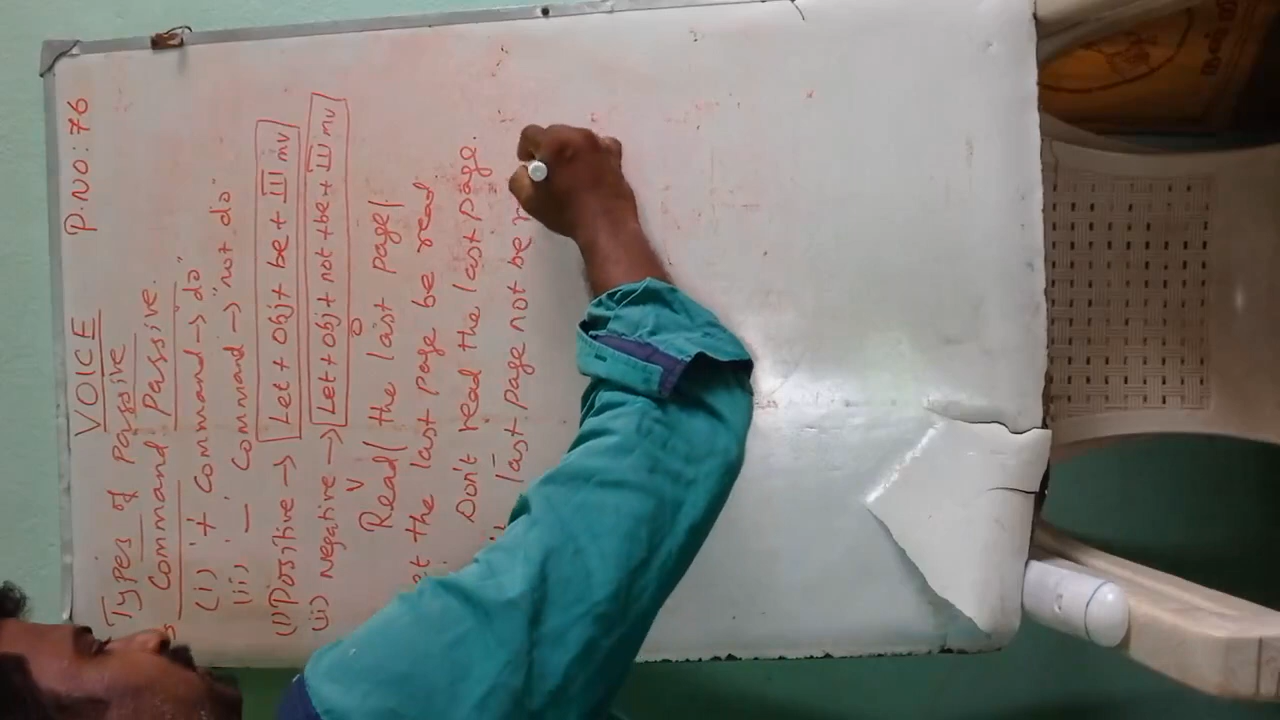 VOICE P.NO: 76
Types of Passive
Command Passive.
(i) + Command → "do"
(ii) - Command → "not do"
(i) Positive → Let + Obj + be + III mv
(ii) Negative → Let + Obj + not + be + III mv
V O
Read / the last page /.
the last page be read
Don't read the last page.
last page not be